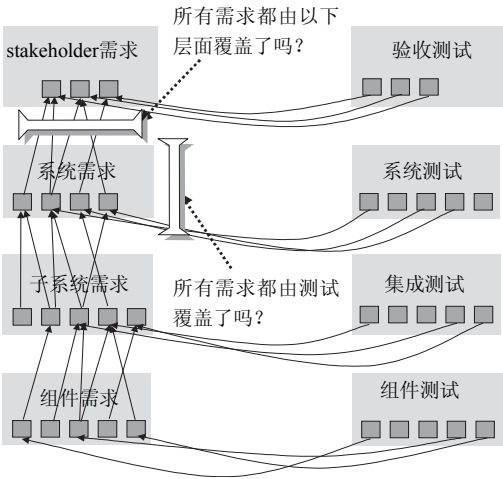 所有需求都由以下
层面覆盖了吗？
stakeholder需求
验收测试
系统需求
系统测试
子系统需求
所有需求都由测试
覆盖了吗？
集成测试
组件需求
组件测试